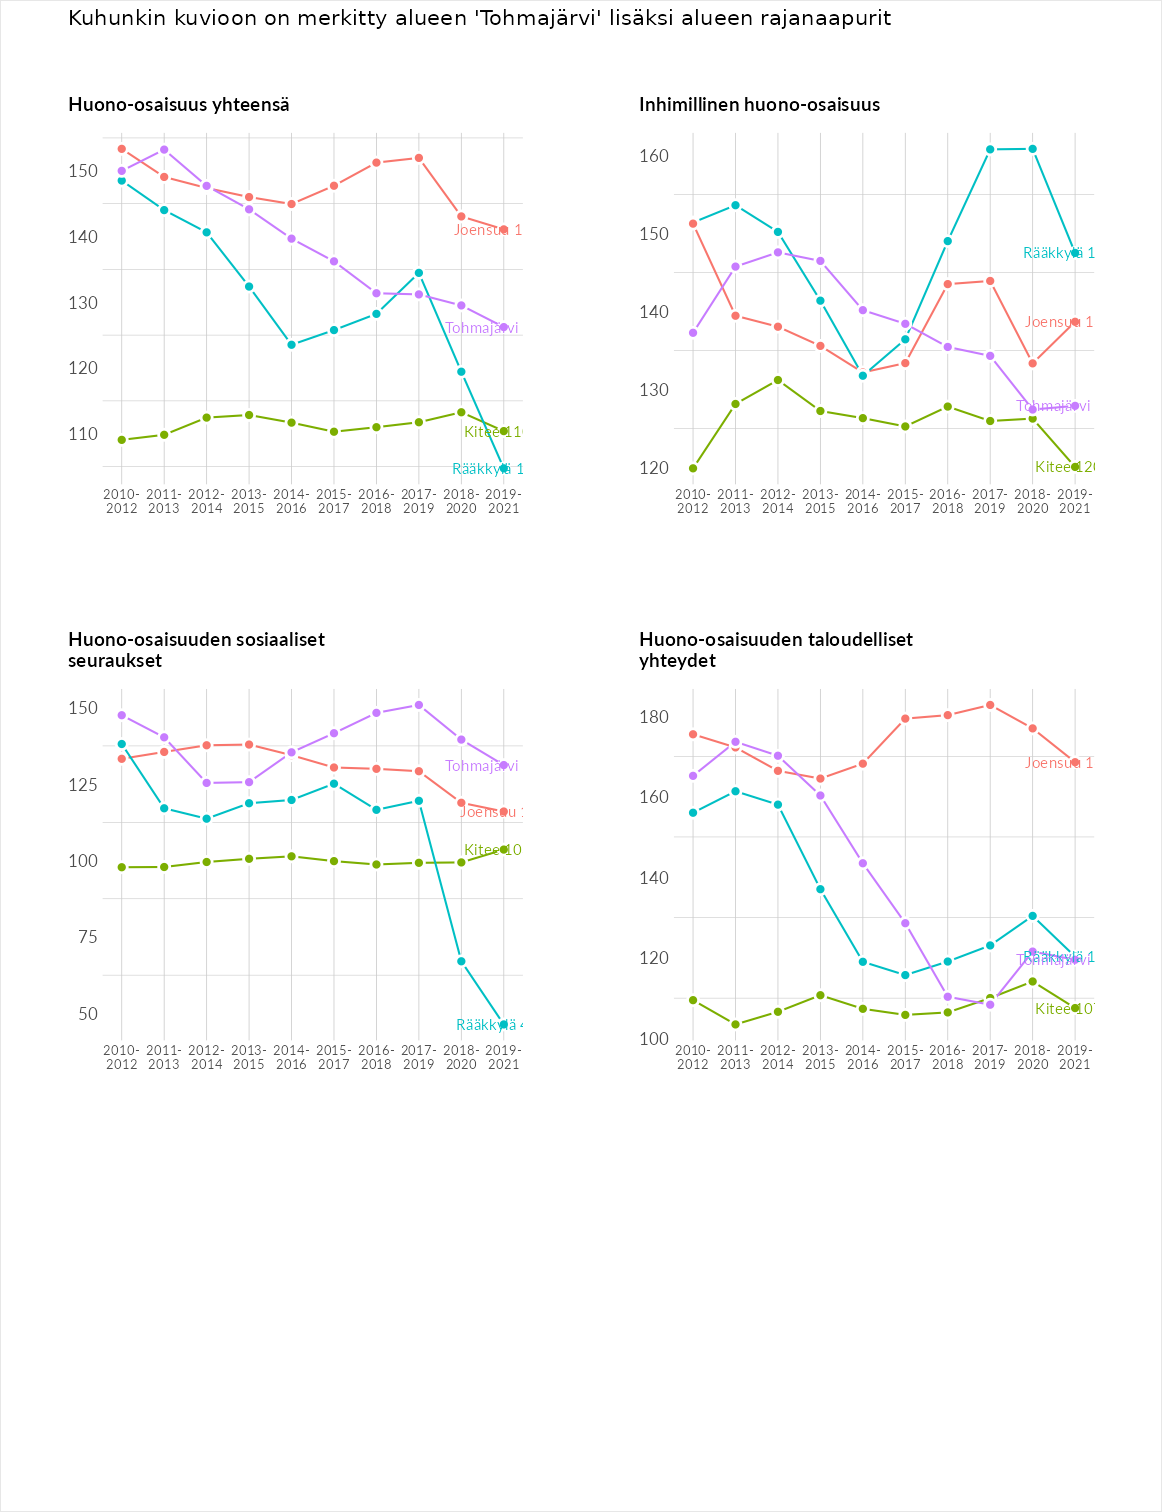 Kuhunkin kuvioon on merkitty alueen 'Tohmajärvi' lisäksi alueen rajanaapurit
Huono-osaisuus yhteensä
150
140
130
120
110
Joensuu 1
Tohmajärvi
Kitee 11
Rääkkylä 1
2010- 2011- 2012- 2013- 2014- 2015- 2016- 2017- 2018- 2019-
2012 2013 2014 2015 2016 2017 2018 2019 2020 2021
Inhimillinen huono-osaisuus
160
150
140
130
120
Rääkkylä 1
Joensuu 1
Tohmajärvi
Kitee 120
2010- 2011- 2012- 2013- 2014- 2015- 2016- 2017- 2018- 2019-
2012 2013 2014 2015 2016 2017 2018 2019 2020 2021
Huono-osaisuuden sosiaaliset
seuraukset
150
125
100
75
50
Tohmajärvi
Joensuu
Kitee 10
Rääkkylä 4
2010- 2011- 2012- 2013- 2014- 2015- 2016- 2017- 2018- 2019-
2012 2013 2014 2015 2016 2017 2018 2019 2020 2021
Huono-osaisuuden taloudelliset
yhteydet
180
160
140
120
100
Joensuu 1
Rääkkylä 1
Tohmajärvi
Kitee 107
2010- 2011- 2012- 2013- 2014- 2015- 2016- 2017- 2018- 2019-
2012 2013 2014 2015 2016 2017 2018 2019 2020 2021